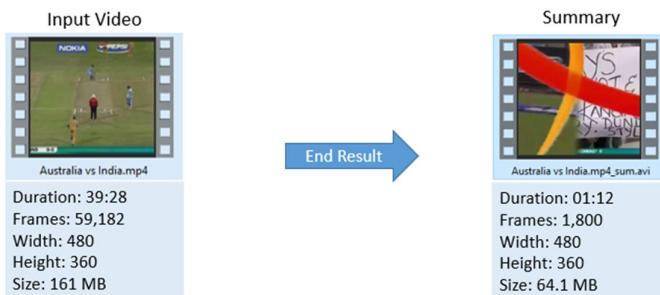 Input Video
Summary
NOKIA
PEPSI
Australia vs India.mp4
Australia vs India.mp4_sum.avi
End Result
Duration: 39:28
Frames: 59,182
Width: 480
Height: 360
Size: 161 MB
Duration: 01:12
Frames: 1,800
Width: 480
Height: 360
Size: 64.1 MB